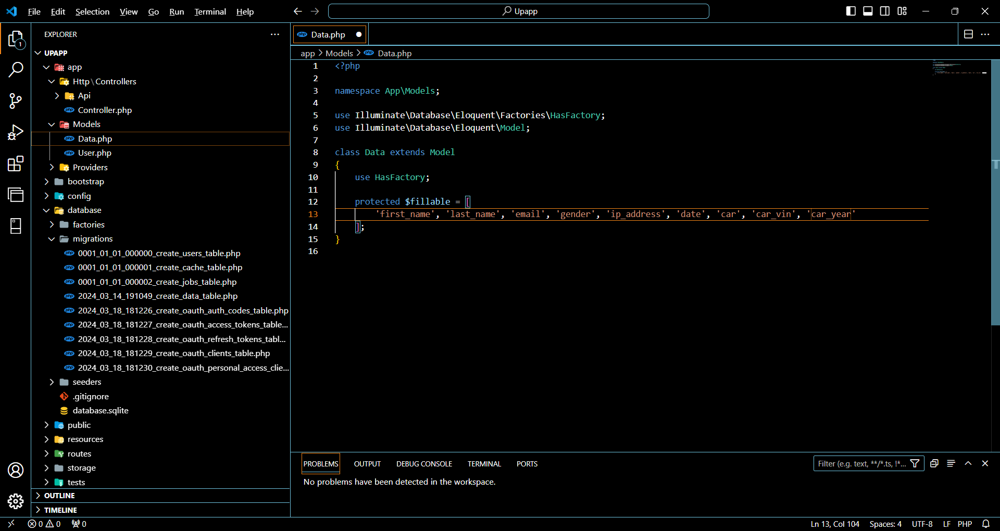 File Edit Selection View Go Run Terminal Help
Upapp
EXPLORER
1
UPAPP
app
Http\Controllers
Api
Controller.php
Models
Data.php
User.php
Providers
bootstrap
config
database
factories
migrations
0001_01_01_000000_create_users_table.php
0001_01_01_000001_create_cache_table.php
0001_01_01_000002_create_jobs_table.php
2024_03_14_191049_create_data_table.php
2024_03_18_181226_create_oauth_auth_codes_table.php
2024_03_18_181227_create_oauth_access_tokens_table...
2024_03_18_181228_create_oauth_refresh_tokens_tabl...
2024_03_18_181229_create_oauth_clients_table.php
2024_03_18_181230_create_oauth_personal_access_clie...
seeders
.gitignore
database.sqlite
public
resources
routes
storage
tests
OUTLINE
TIMELINE
Data.php
app > Models > Data.php
1 <?php
2
3 namespace App\Models;
4
5 use Illuminate\Database\Eloquent\Factories\HasFactory;
6 use Illuminate\Database\Eloquent\Model;
7
8 class Data extends Model
9 {
10     use HasFactory;
11
12     protected $fillable = [
13         'first_name', 'last_name', 'email', 'gender', 'ip_address', 'date', 'car', 'car_vin', 'car_year'
14     ];
15 }
16
PROBLEMS OUTPUT DEBUG CONSOLE TERMINAL PORTS
Filter (e.g. text, **/*.ts, !*...
No problems have been detected in the workspace.
0 0 0
Ln 13, Col 104 Spaces: 4 UTF-8 LF PHP